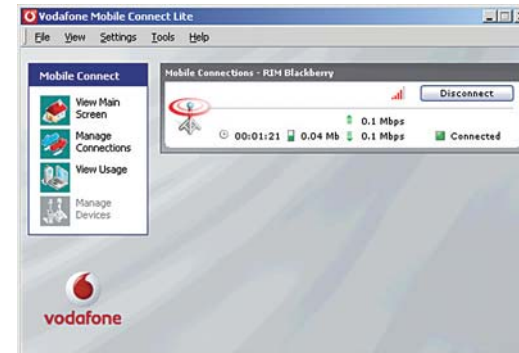 Vodafone Mobile Connect Lite
File View Settings Tools Help
Mobile Connect
View Main
Screen
Manage
Connections
View Usage
Manage
Devices
Mobile Connections - RIM Blackberry
Disconnect
0.1 Mbps
00:01:21 0.04 Mb 0.1 Mbps Connected
vodafone